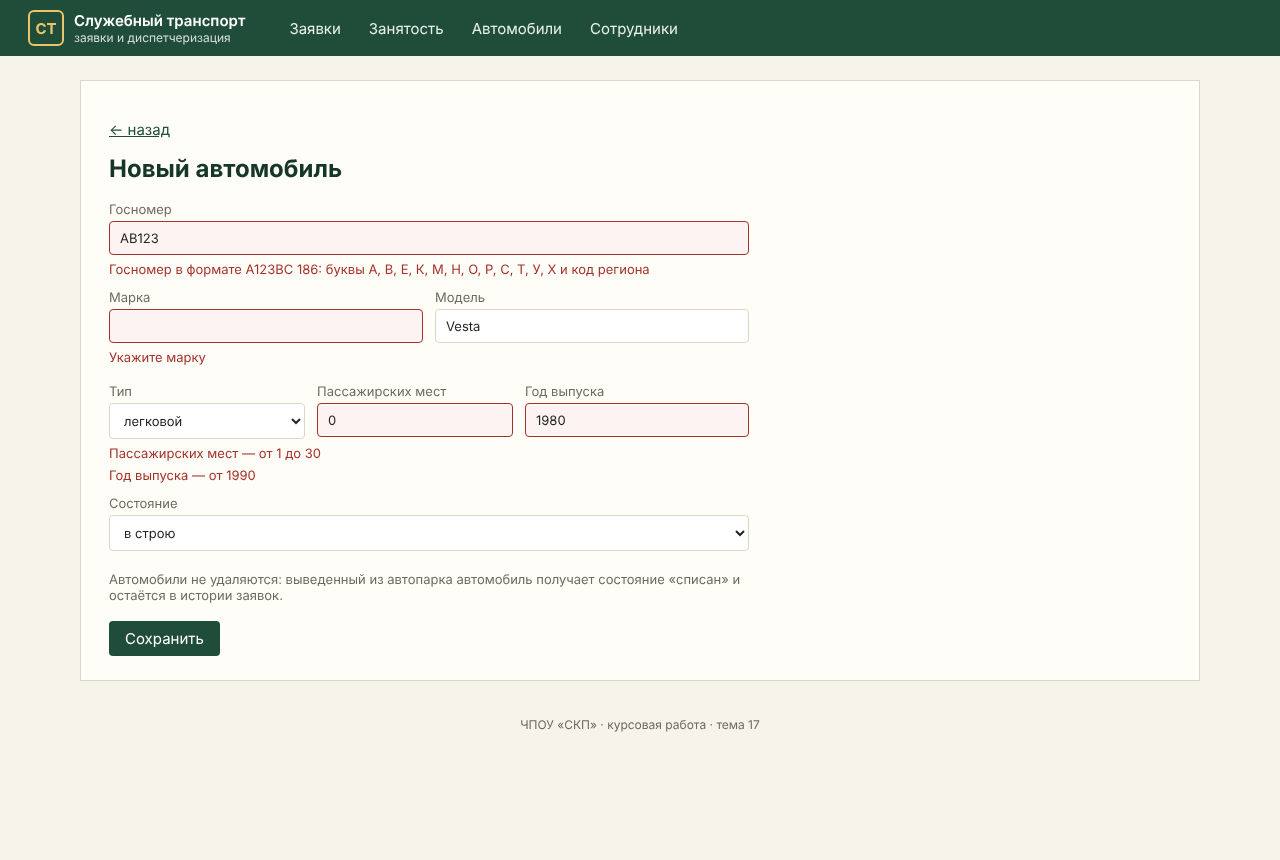 СТ
Служебный транспорт
заявки и диспетчеризация
Заявки
Занятость
Автомобили
Сотрудники
← назад
Новый автомобиль
Госномер
АВ123
Госномер в формате А123ВС 186: буквы А, В, Е, К, М, Н, О, Р, С, Т, У, Х и код региона
Марка
Модель
Vesta
Укажите марку
Тип
Пассажирских мест
Год выпуска
легковой
0
1980
Пассажирских мест — от 1 до 30
Год выпуска — от 1990
Состояние
в строю
Автомобили не удаляются: выведенный из автопарка автомобиль получает состояние «списан» и
остаётся в истории заявок.
Сохранить
ЧПОУ «СКП» · курсовая работа · тема 17